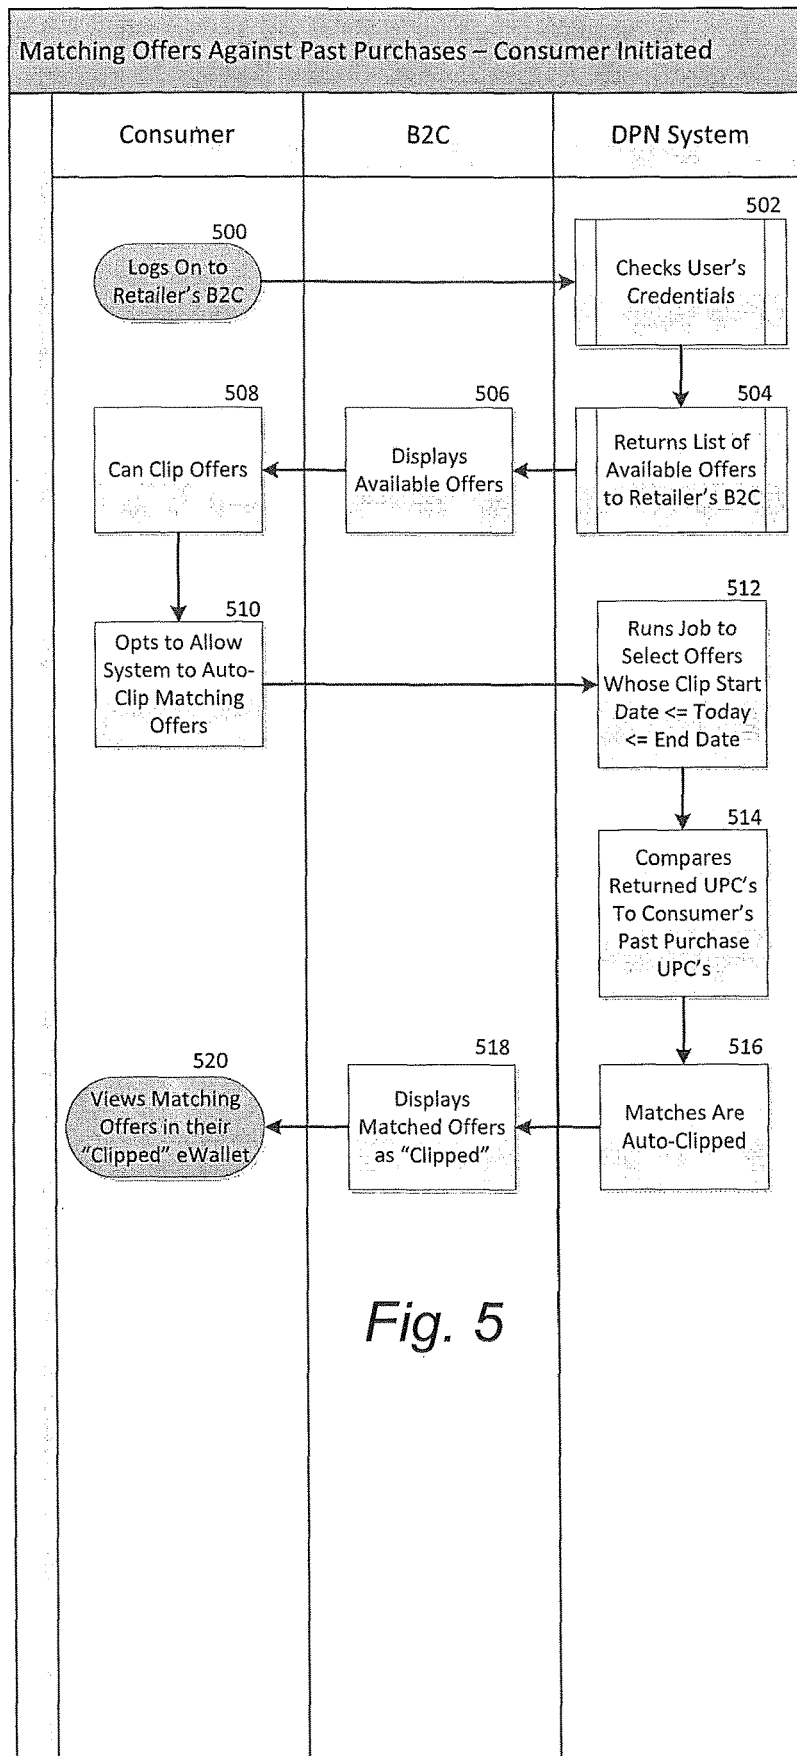 Matching Offers Against Past Purchases – Consumer Initiated
Consumer
B2C
DPN System
500
Logs On to
Retailer's B2C
502
Checks User's
Credentials
504
Returns List of
Available Offers
to Retailer's B2C
506
Displays
Available Offers
508
Can Clip Offers
510
Opts to Allow
System to Auto-
Clip Matching
Offers
512
Runs Job to
Select Offers
Whose Clip Start
Date <= Today
<= End Date
514
Compares
Returned UPC's
To Consumer's
Past Purchase
UPC's
516
Matches Are
Auto-Clipped
518
Displays
Matched Offers
as "Clipped"
520
Views Matching
Offers in their
"Clipped" eWallet
Fig. 5